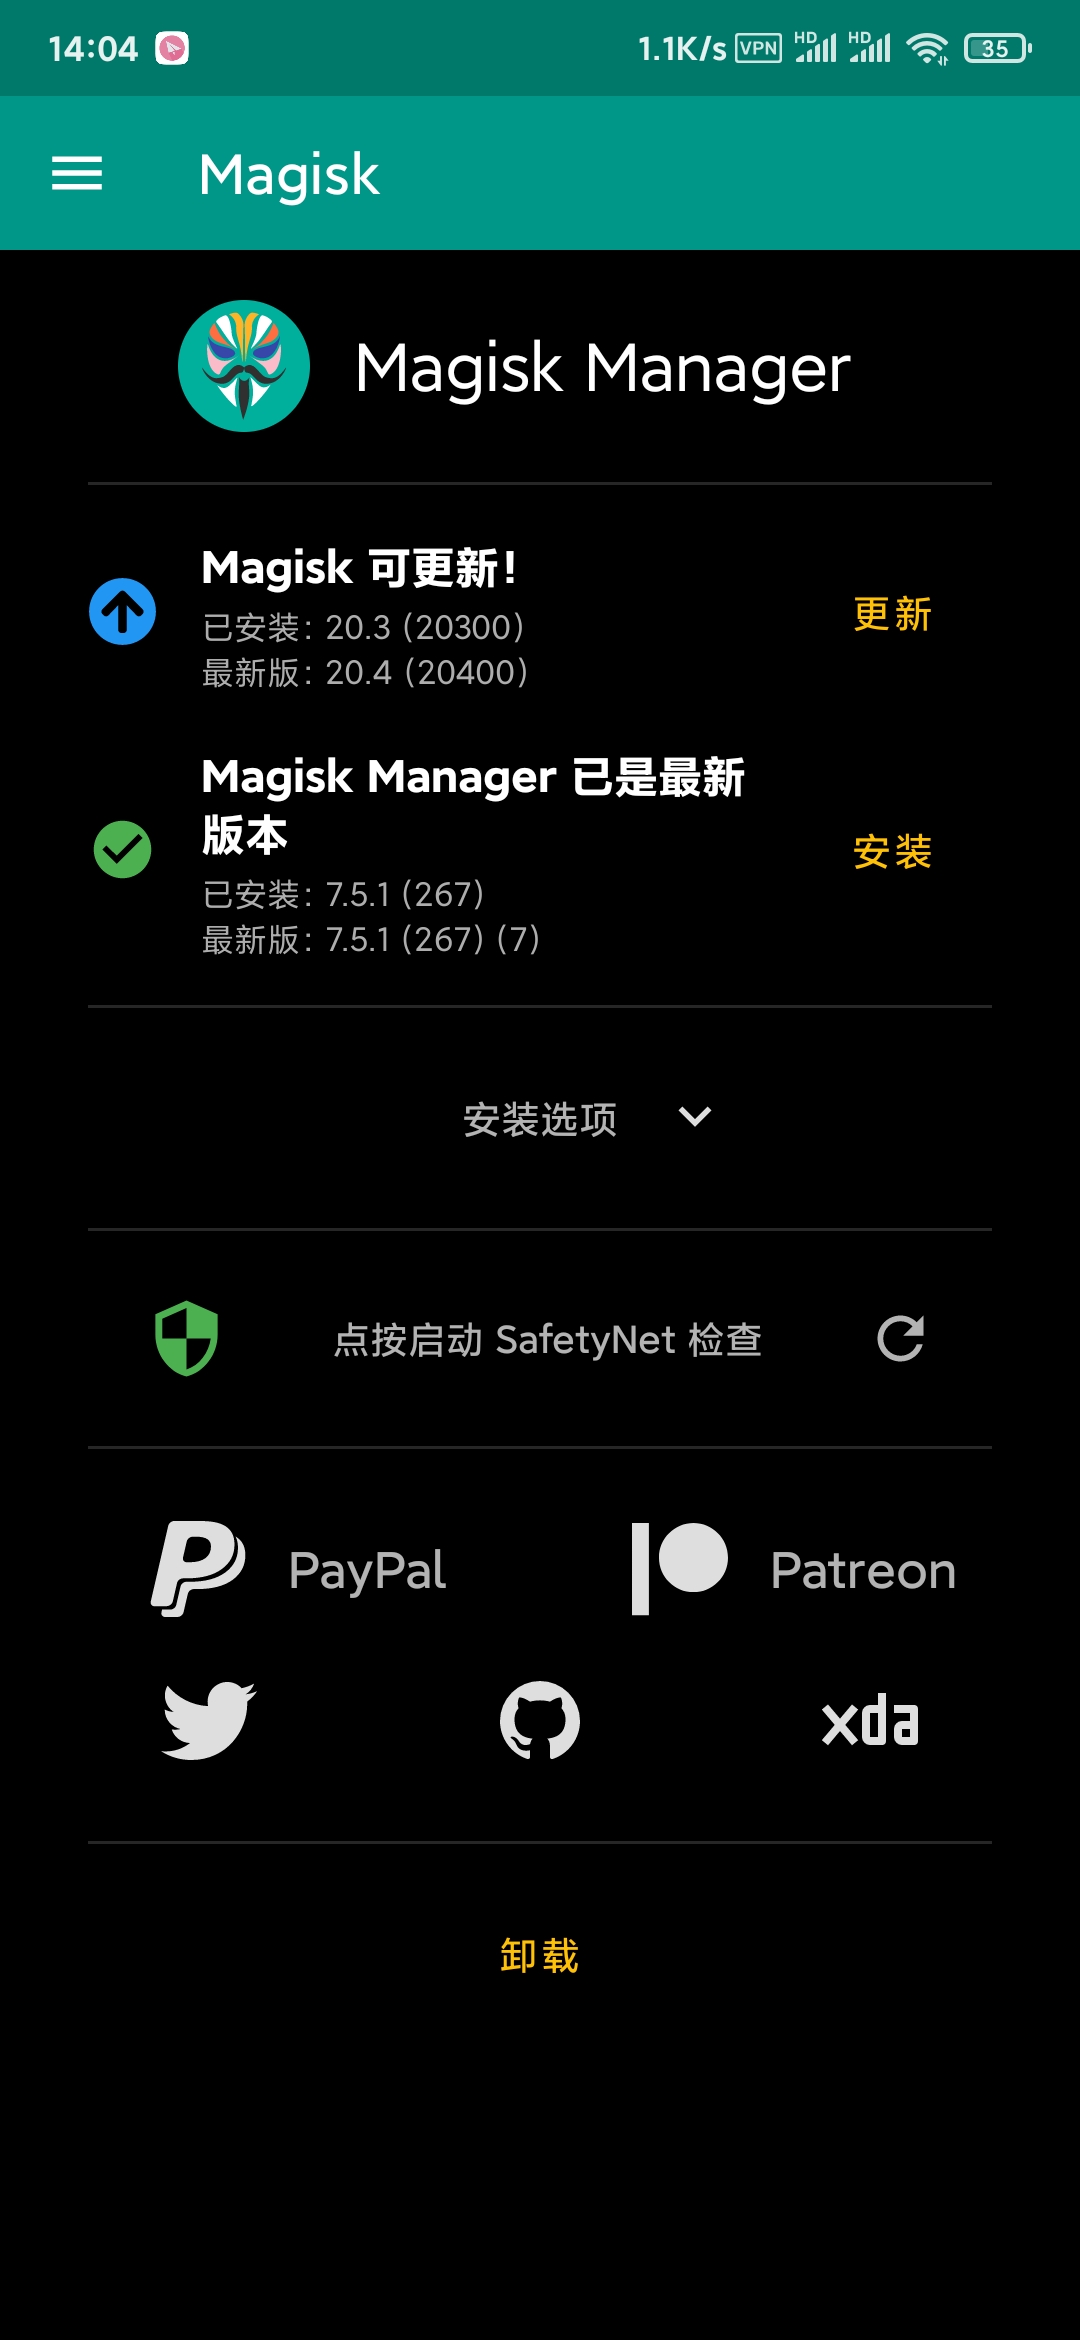 14:04 1.1K/s VPN HD HD 35
Magisk
Magisk Manager
Magisk 可更新!
已安装: 20.3 (20300)
最新版: 20.4 (20400)
更新
Magisk Manager 已是最新
版本
已安装: 7.5.1 (267)
最新版: 7.5.1 (267) (7)
安装
安装选项
点按启动 SafetyNet 检查
PayPal Patreon
xda
卸载